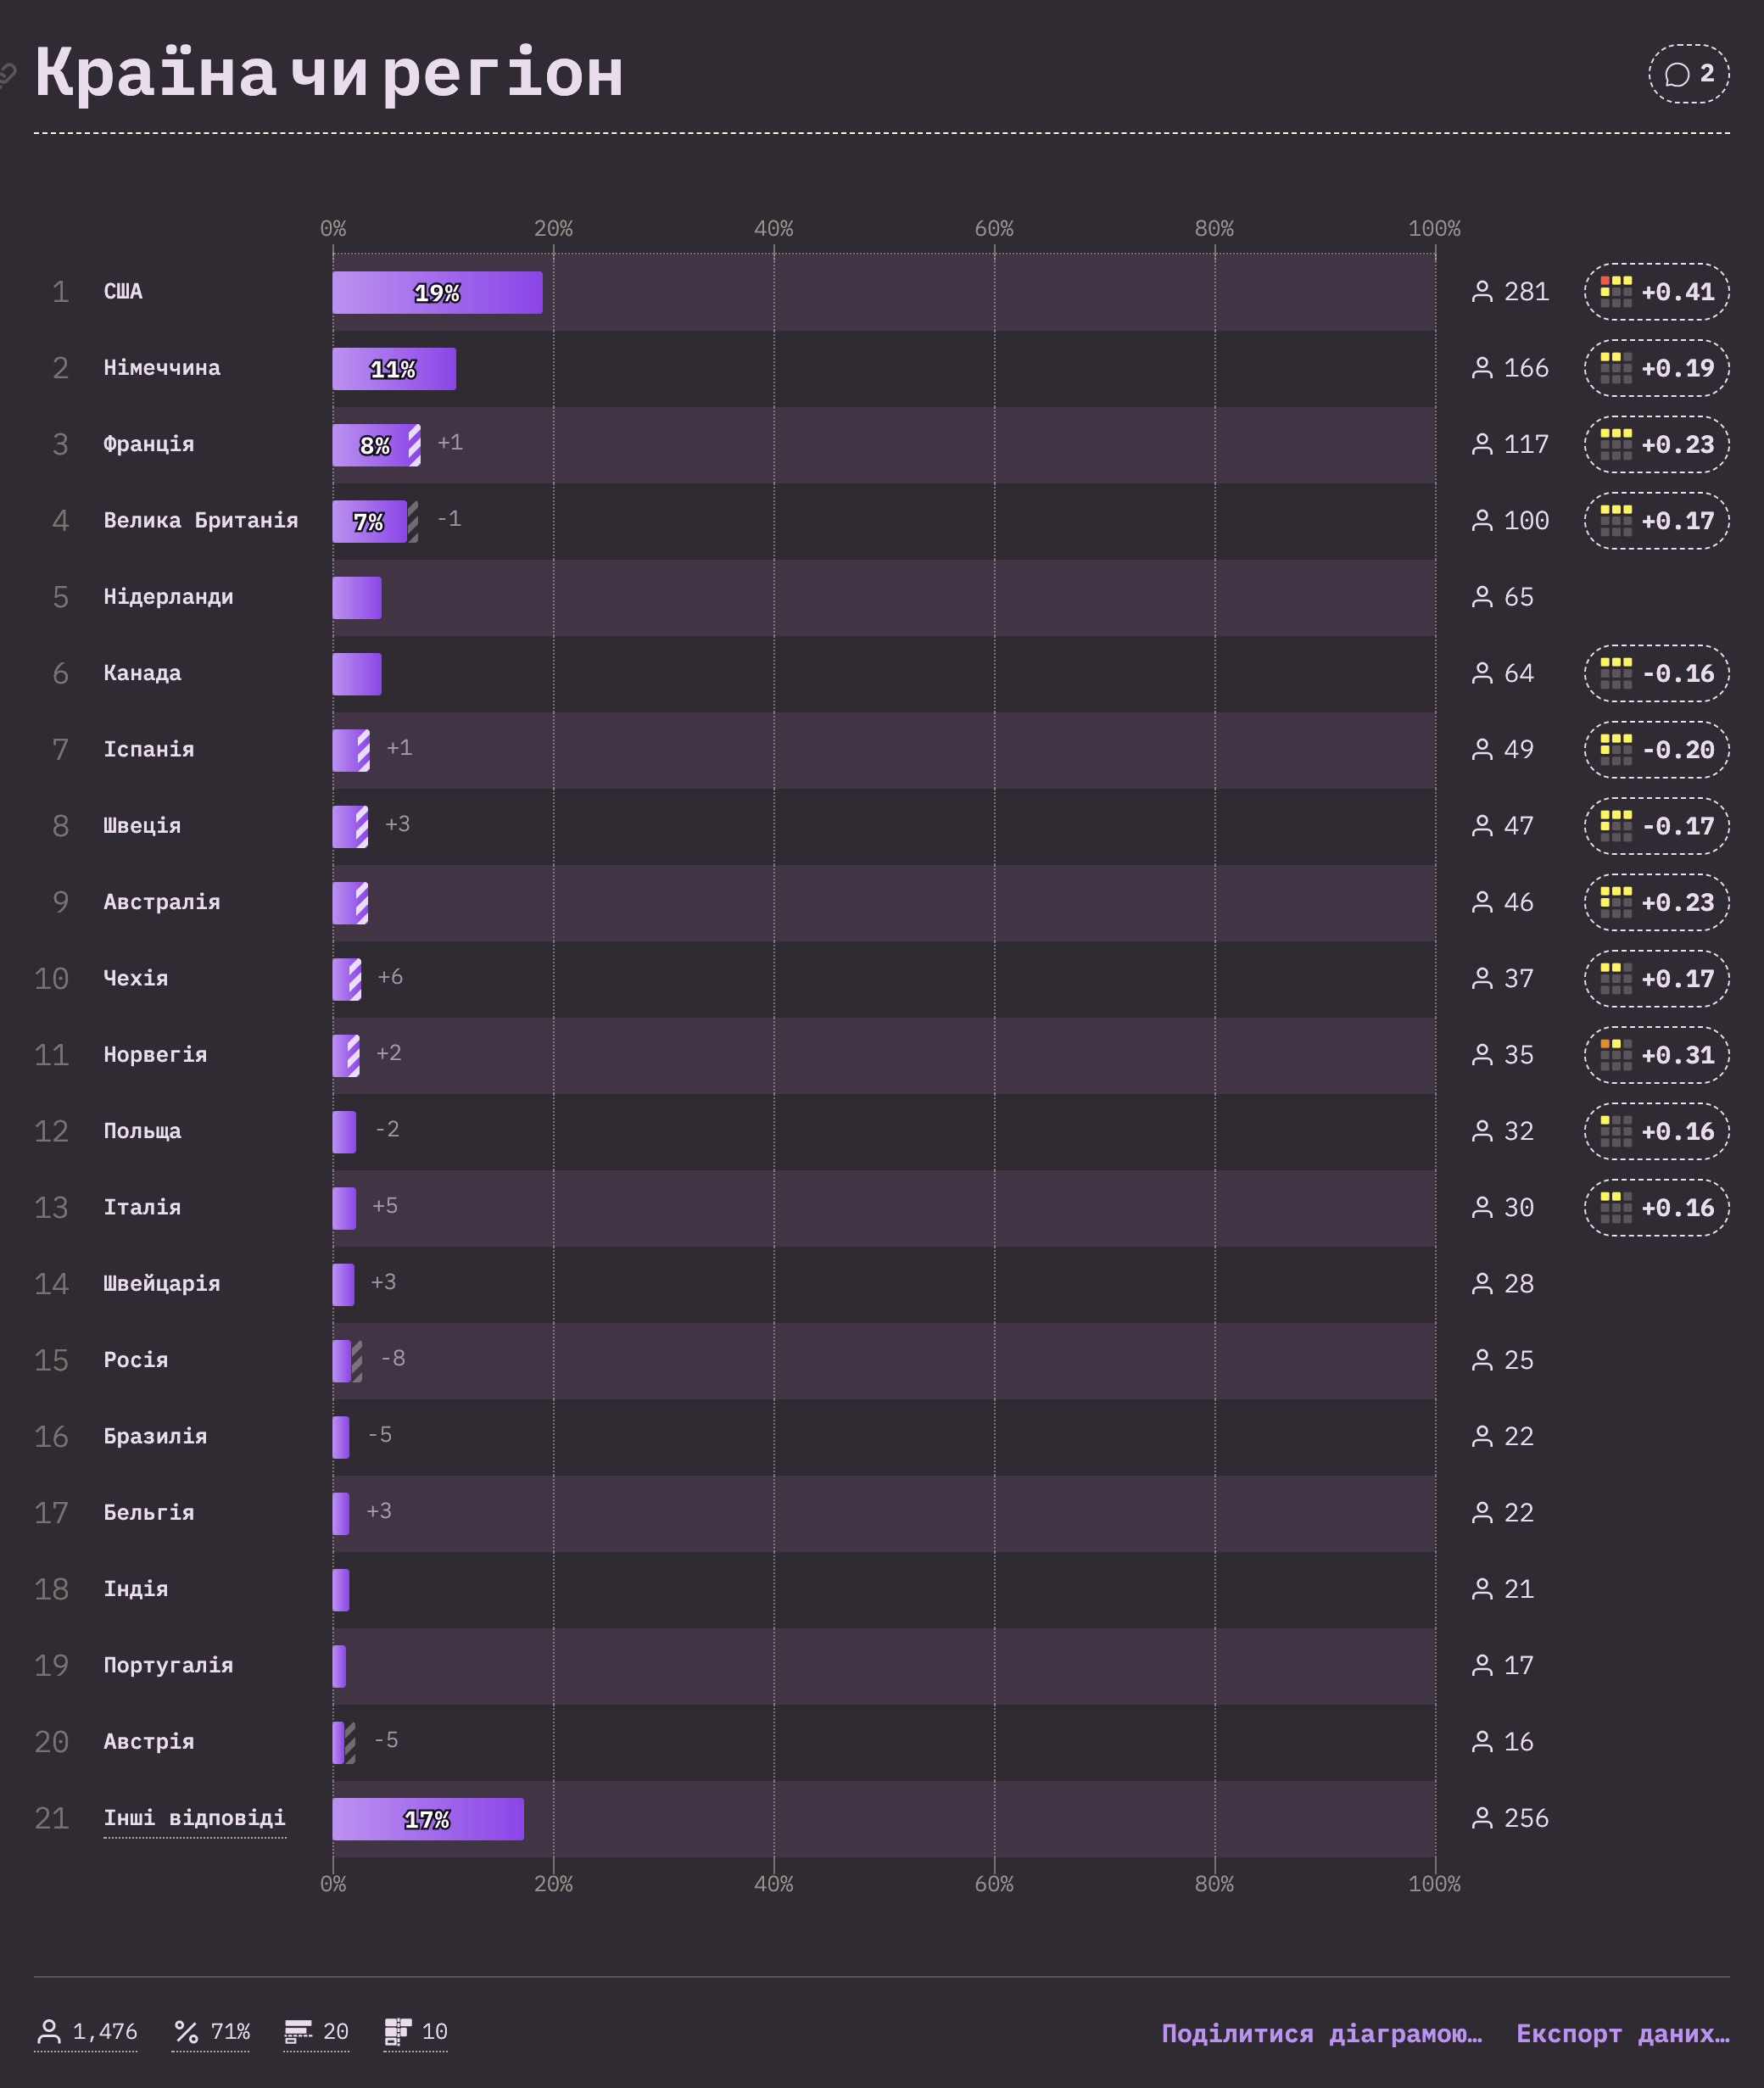 Країна чи регіон 2
0% 20% 40% 60% 80% 100%
1 США 19% 281 +0.41
2 Німеччина 11% 166 +0.19
3 Франція 8% +1 117 +0.23
4 Велика Британія 7% -1 100 +0.17
5 Нідерланди 65
6 Канада 64 -0.16
7 Іспанія +1 49 -0.20
8 Швеція +3 47 -0.17
9 Австралія 46 +0.23
10 Чехія +6 37 +0.17
11 Норвегія +2 35 +0.31
12 Польща -2 32 +0.16
13 Італія +5 30 +0.16
14 Швейцарія +3 28
15 Росія -8 25
16 Бразилія -5 22
17 Бельгія +3 22
18 Індія 21
19 Португалія 17
20 Австрія -5 16
21 Інші відповіді 17% 256
0% 20% 40% 60% 80% 100%
1,476 71% 20 10 Поділитися діаграмою… Експорт даних…